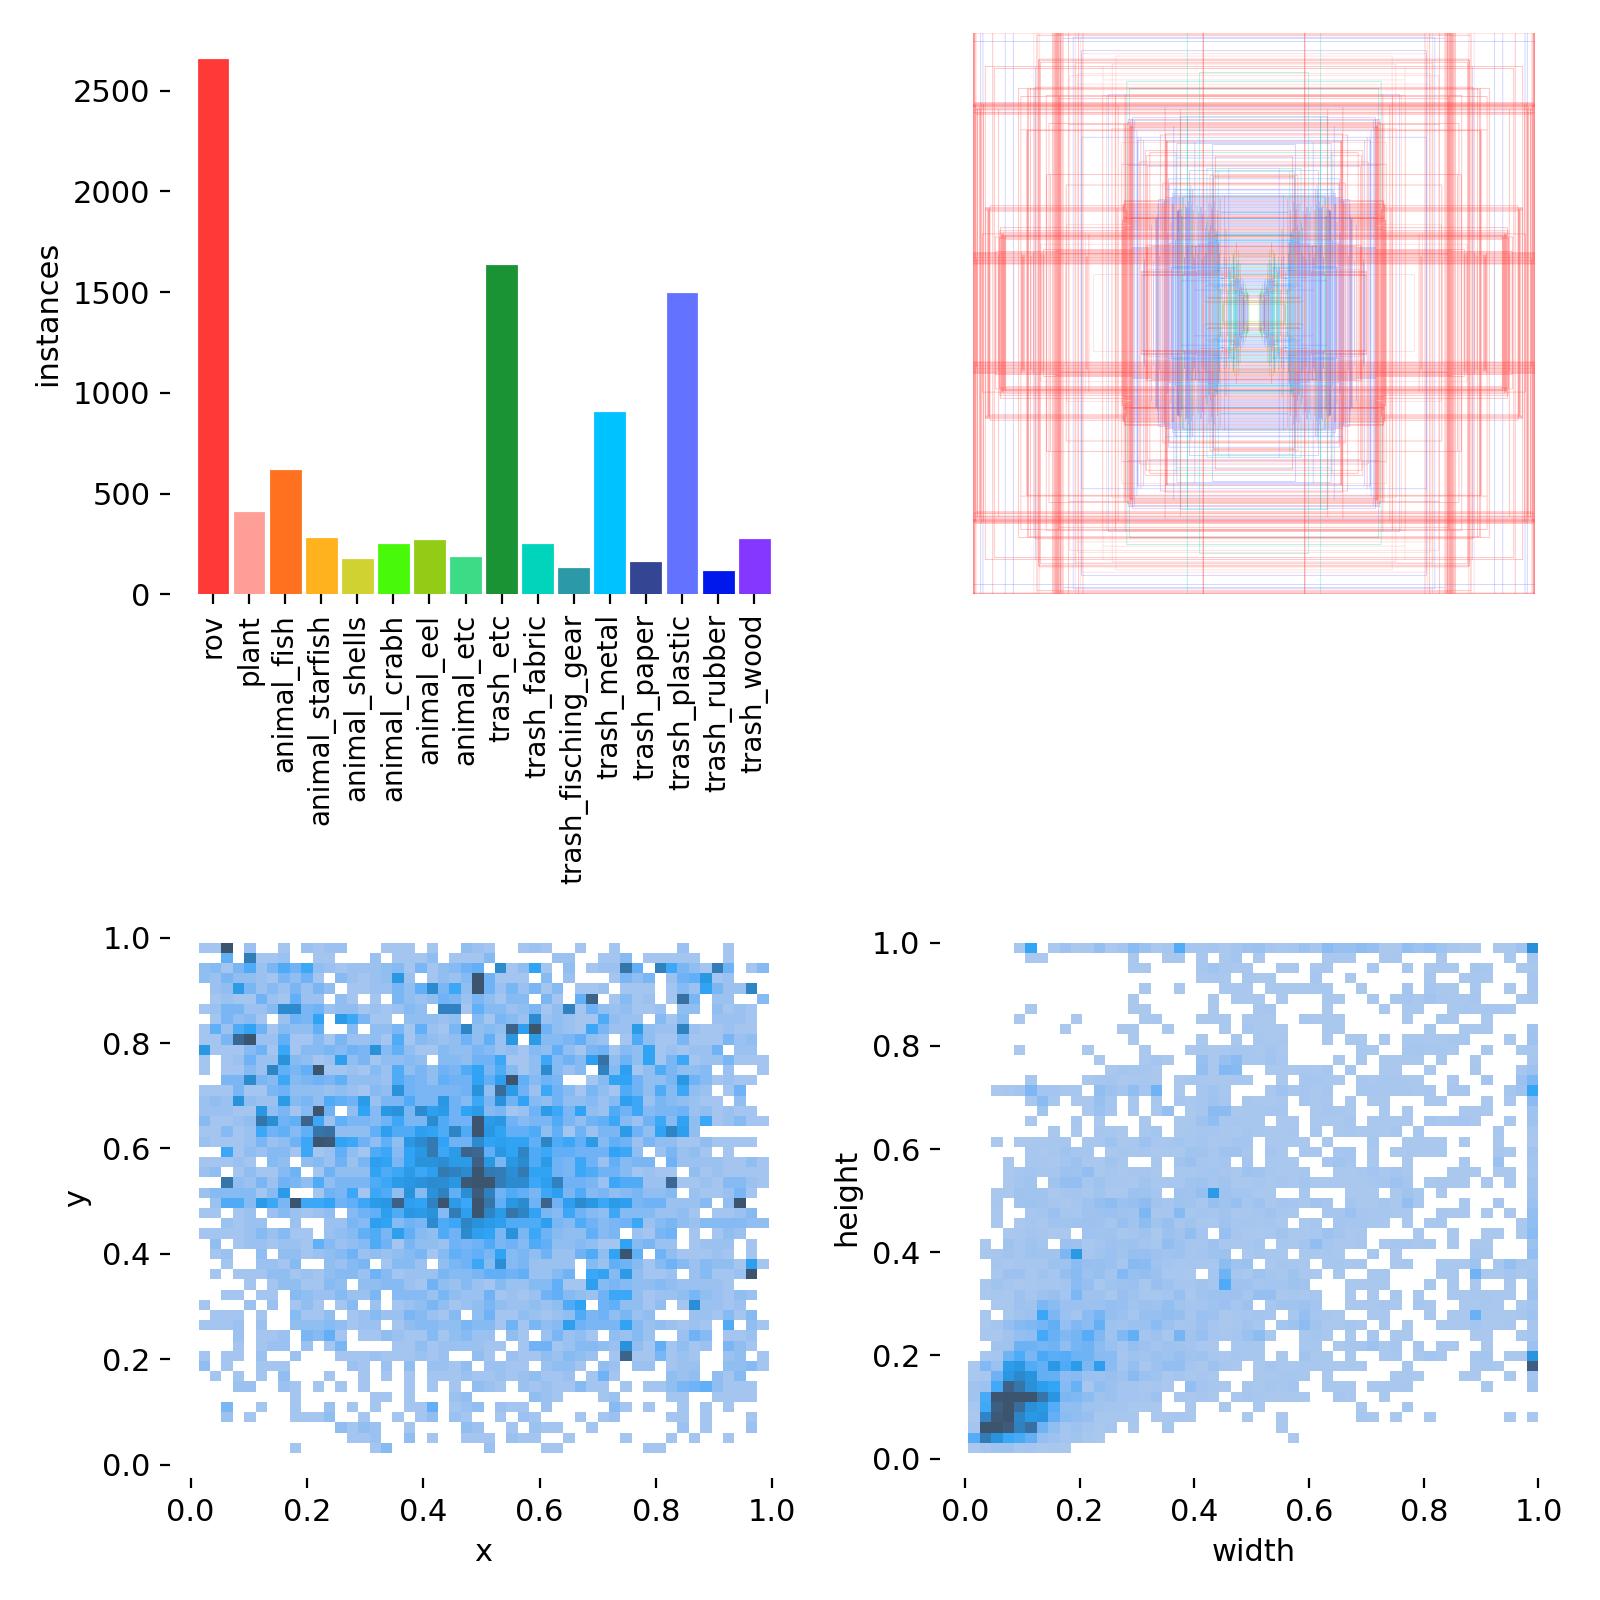 2500
2000
1500
1000
500
0
instances
rov
plant
animal_fish
animal_starfish
animal_shells
animal_crabh
animal_eel
animal_etc
trash_etc
trash_fabric
trash_fisching_gear
trash_metal
trash_paper
trash_plastic
trash_rubber
trash_wood
1.0
0.8
0.6
0.4
0.2
0.0
y
0.0 0.2 0.4 0.6 0.8 1.0
x
1.0
0.8
0.6
0.4
0.2
0.0
height
0.0 0.2 0.4 0.6 0.8 1.0
width